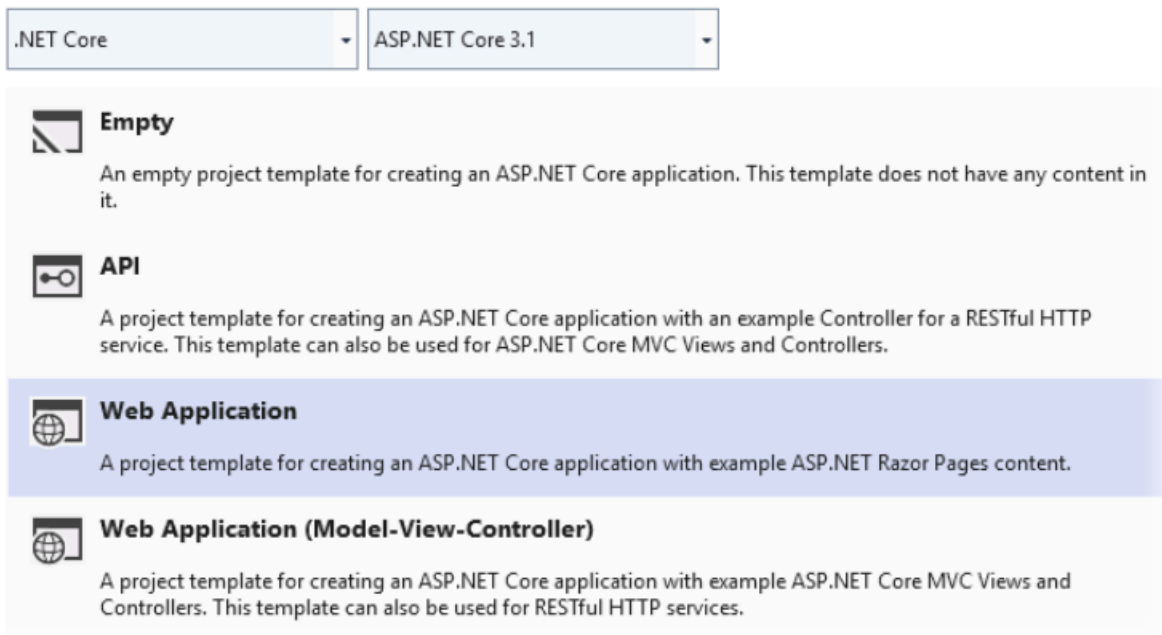 .NET Core
ASP.NET Core 3.1
Empty
An empty project template for creating an ASP.NET Core application. This template does not have any content in
it.
API
A project template for creating an ASP.NET Core application with an example Controller for a RESTful HTTP
service. This template can also be used for ASP.NET Core MVC Views and Controllers.
Web Application
A project template for creating an ASP.NET Core application with example ASP.NET Razor Pages content.
Web Application (Model-View-Controller)
A project template for creating an ASP.NET Core application with example ASP.NET Core MVC Views and
Controllers. This template can also be used for RESTful HTTP services.